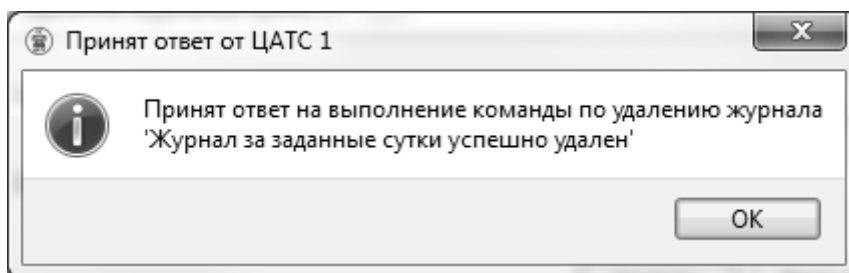 Принят ответ от ЦАТС 1
Принят ответ на выполнение команды по удалению журнала
'Журнал за заданные сутки успешно удален'
OK